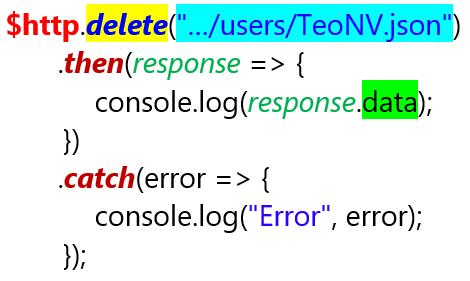 $http.delete(".../users/TeoNV.json")
.then(response => {
console.log(response.data);
})
.catch(error => {
console.log("Error", error);
});